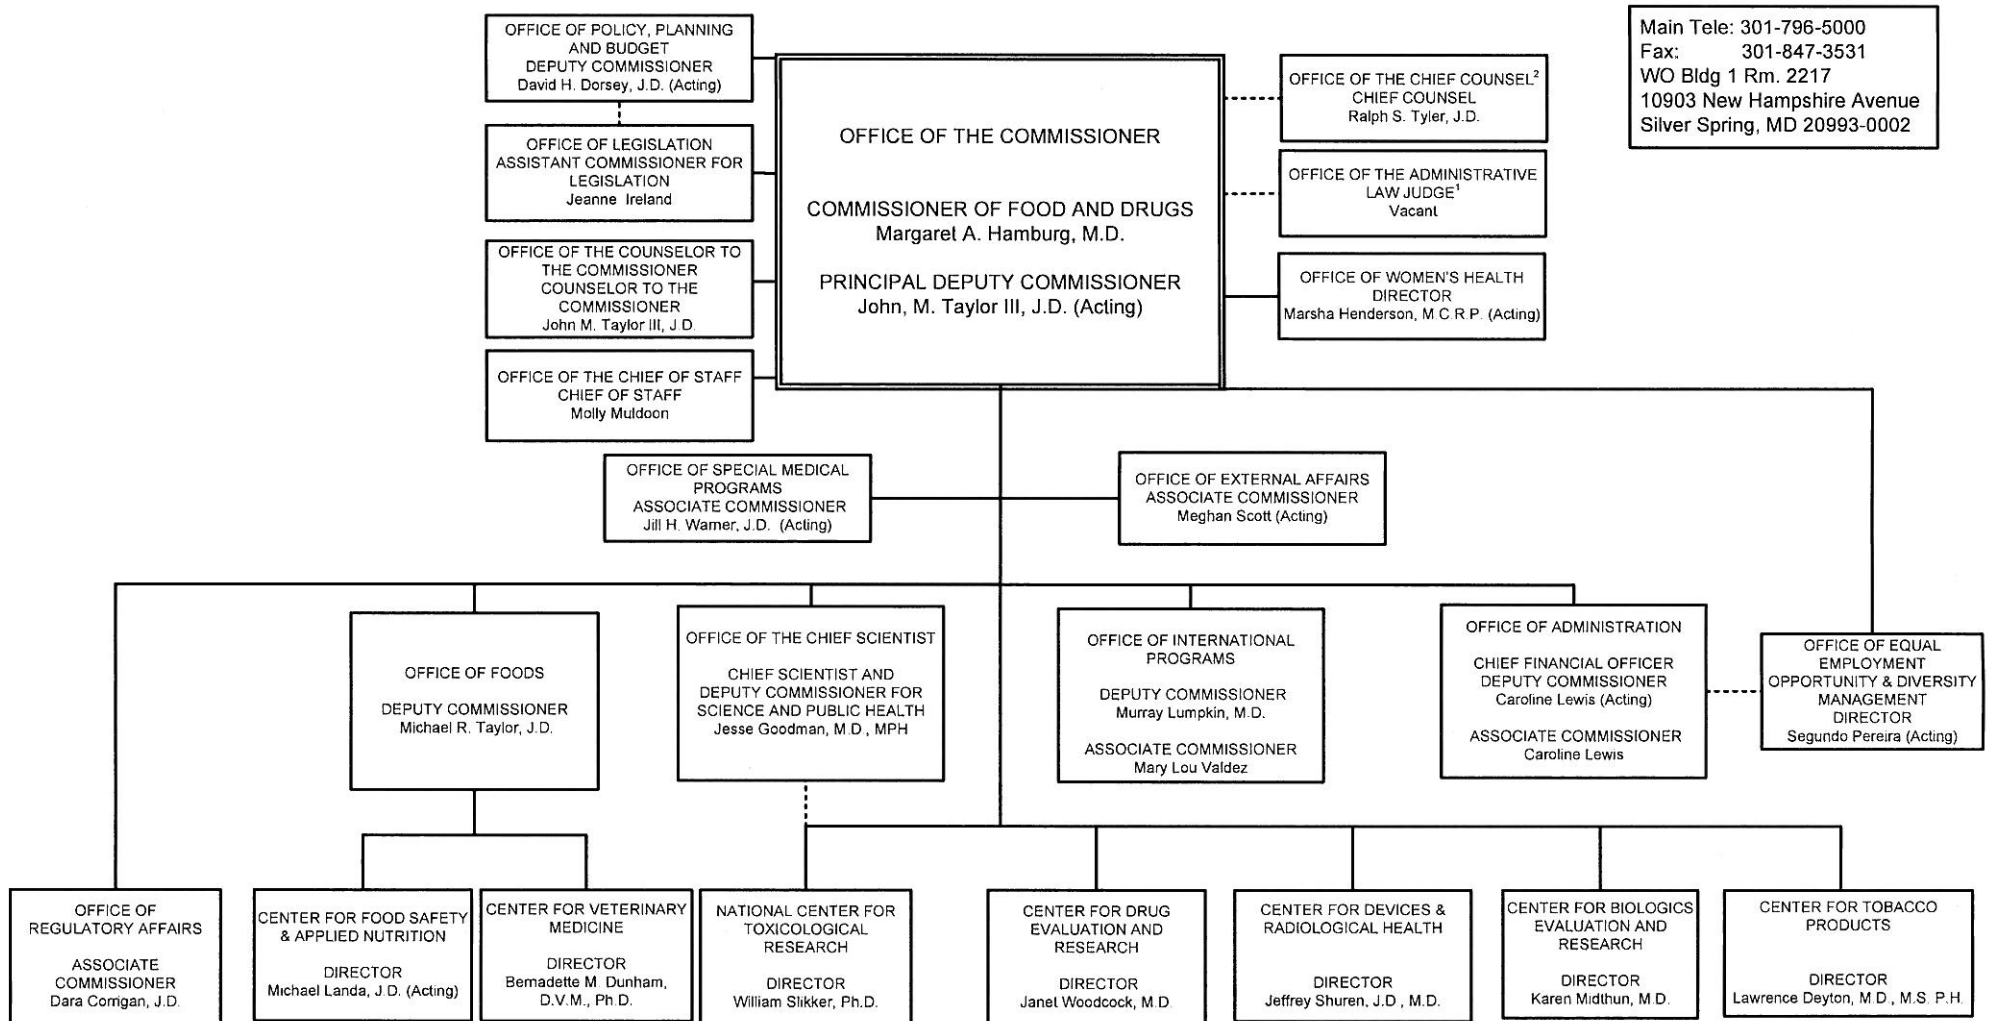 OFFICE OF POLICY, PLANNING
AND BUDGET
DEPUTY COMMISSIONER
David H. Dorsey, J.D. (Acting)
OFFICE OF LEGISLATION
ASSISTANT COMMISSIONER FOR
LEGISLATION
Jeanne Ireland
OFFICE OF THE COUNSELOR TO
THE COMMISSIONER
COUNSELOR TO THE
COMMISSIONER
John M. Taylor III, J.D.
OFFICE OF THE CHIEF OF STAFF
CHIEF OF STAFF
Molly Muldoon
OFFICE OF THE COMMISSIONER
COMMISSIONER OF FOOD AND DRUGS
Margaret A. Hamburg, M.D.
PRINCIPAL DEPUTY COMMISSIONER
John, M. Taylor III, J.D. (Acting)
OFFICE OF THE CHIEF COUNSEL²
CHIEF COUNSEL
Ralph S. Tyler, J.D.
OFFICE OF THE ADMINISTRATIVE
LAW JUDGE¹
Vacant
OFFICE OF WOMEN'S HEALTH
DIRECTOR
Marsha Henderson, M.C.R.P. (Acting)
Main Tele: 301-796-5000
Fax: 301-847-3531
WO Bldg 1 Rm. 2217
10903 New Hampshire Avenue
Silver Spring, MD 20993-0002
OFFICE OF SPECIAL MEDICAL
PROGRAMS
ASSOCIATE COMMISSIONER
Jill H. Warner, J.D. (Acting)
OFFICE OF EXTERNAL AFFAIRS
ASSOCIATE COMMISSIONER
Meghan Scott (Acting)
OFFICE OF FOODS
DEPUTY COMMISSIONER
Michael R. Taylor, J.D.
OFFICE OF THE CHIEF SCIENTIST
CHIEF SCIENTIST AND
DEPUTY COMMISSIONER FOR
SCIENCE AND PUBLIC HEALTH
Jesse Goodman, M.D., MPH
OFFICE OF INTERNATIONAL
PROGRAMS
DEPUTY COMMISSIONER
Murray Lumpkin, M.D.
ASSOCIATE COMMISSIONER
Mary Lou Valdez
OFFICE OF ADMINISTRATION
CHIEF FINANCIAL OFFICER
DEPUTY COMMISSIONER
Caroline Lewis (Acting)
ASSOCIATE COMMISSIONER
Caroline Lewis
OFFICE OF EQUAL
EMPLOYMENT
OPPORTUNITY & DIVERSITY
MANAGEMENT
DIRECTOR
Segundo Pereira (Acting)
OFFICE OF
REGULATORY AFFAIRS
ASSOCIATE
COMMISSIONER
Dara Corrigan, J.D.
CENTER FOR FOOD SAFETY
& APPLIED NUTRITION
DIRECTOR
Michael Landa, J.D. (Acting)
CENTER FOR VETERINARY
MEDICINE
DIRECTOR
Bernadette M. Dunham,
D.V.M., Ph.D.
NATIONAL CENTER FOR
TOXICOLOGICAL
RESEARCH
DIRECTOR
William Slikker, Ph.D.
CENTER FOR DRUG
EVALUATION AND
RESEARCH
DIRECTOR
Janet Woodcock, M.D.
CENTER FOR DEVICES &
RADIOLOGICAL HEALTH
DIRECTOR
Jeffrey Shuren, J.D., M.D.
CENTER FOR BIOLOGICS
EVALUATION AND
RESEARCH
DIRECTOR
Karen Midthun, M.D.
CENTER FOR TOBACCO
PRODUCTS
DIRECTOR
Lawrence Deyton, M.D., M.S. P.H.